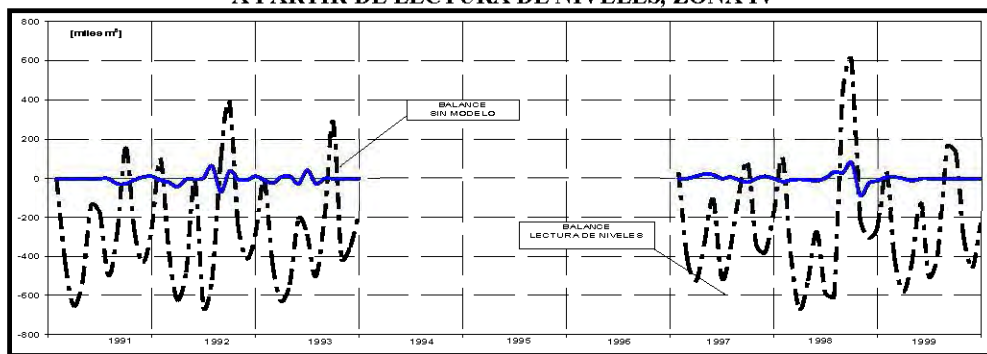 A PARTIR DE LECTURA DE NIVELES, ZONA IV
[miles m³]
800
600
400
200
0
-200
-400
-600
-800
BALANCE
SIN MODELO
BALANCE
LECTURA DE NIVELES
1991 1992 1993 1994 1995 1996 1997 1998 1999